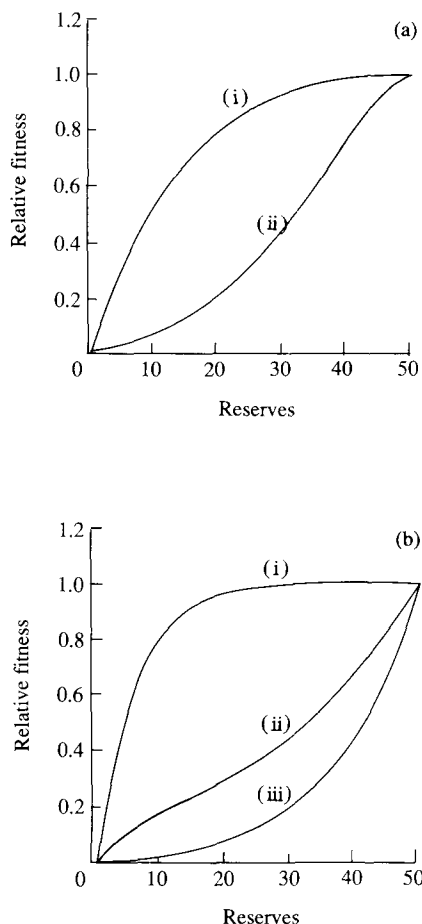 (a)
1.2
1.0
0.8
0.6
0.4
0.2
0
10
20
30
40
50
Relative fitness
Reserves
(i)
(ii)
(b)
1.2
1.0
0.8
0.6
0.4
0.2
0
10
20
30
40
50
Relative fitness
Reserves
(i)
(ii)
(iii)